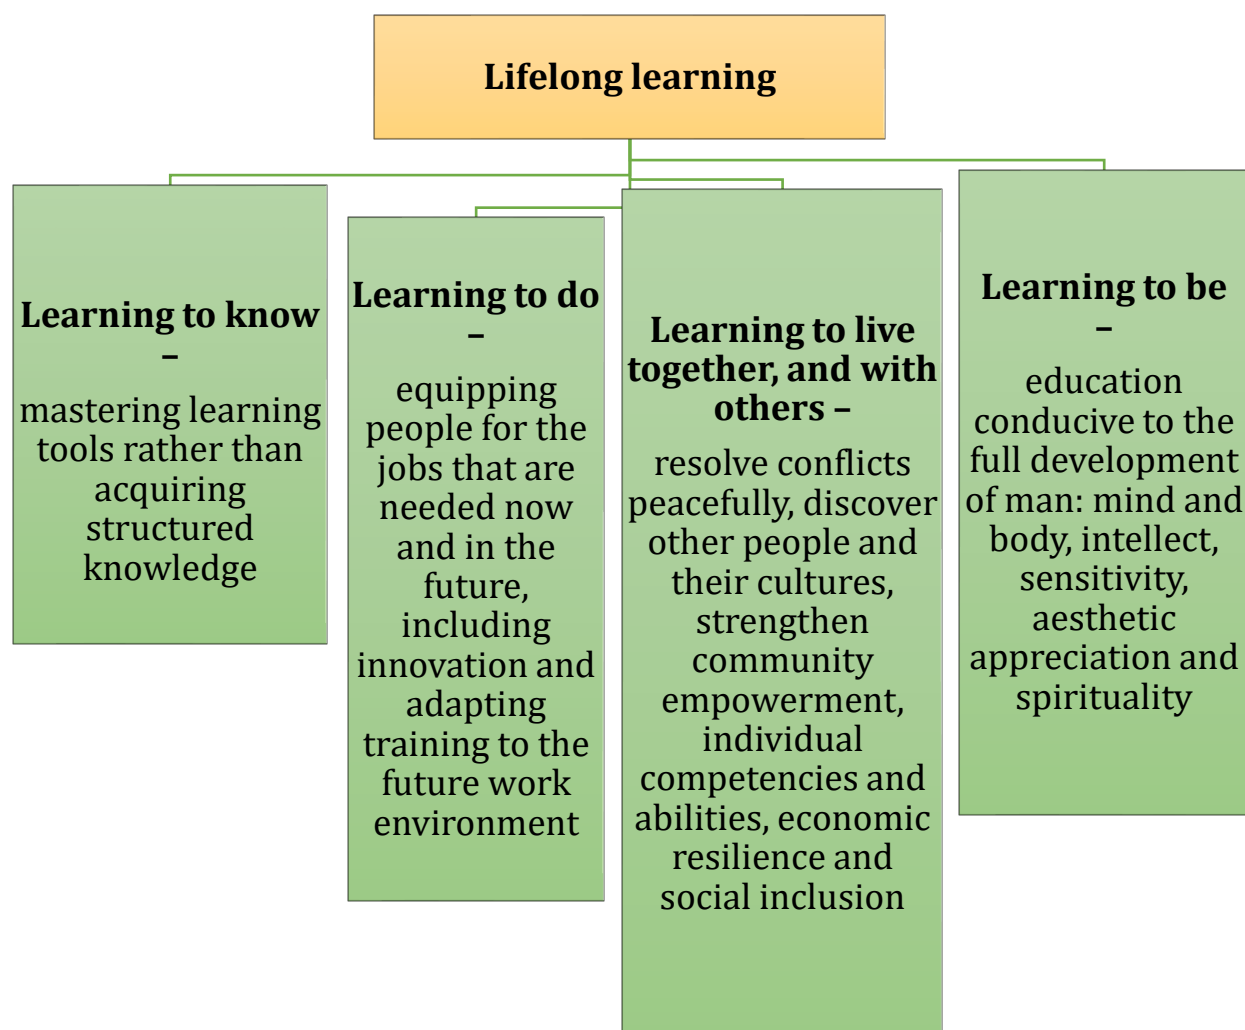 Lifelong learning
Learning to know
–
mastering learning
tools rather than
acquiring
structured
knowledge
Learning to do
–
equipping
people for the
jobs that are
needed now
and in the
future,
including
innovation and
adapting
training to the
future work
environment
Learning to live
together, and with
others –
resolve conflicts
peacefully, discover
other people and
their cultures,
strengthen
community
empowerment,
individual
competencies and
abilities, economic
resilience and
social inclusion
Learning to be
–
education
conducive to the
full development
of man: mind and
body, intellect,
sensitivity,
aesthetic
appreciation and
spirituality